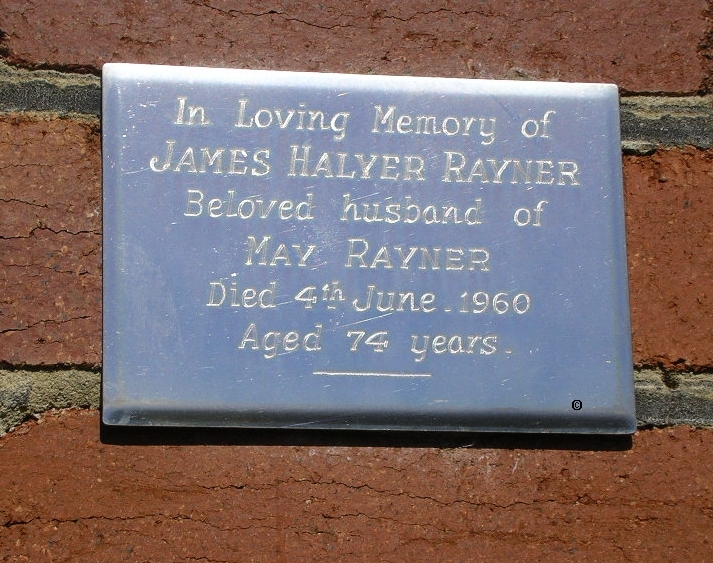 In Loving Memory of
JAMES HALYER RAYNER
Beloved husband of
MAY RAYNER
Died 4th June. 1960
Aged 74 years.
©